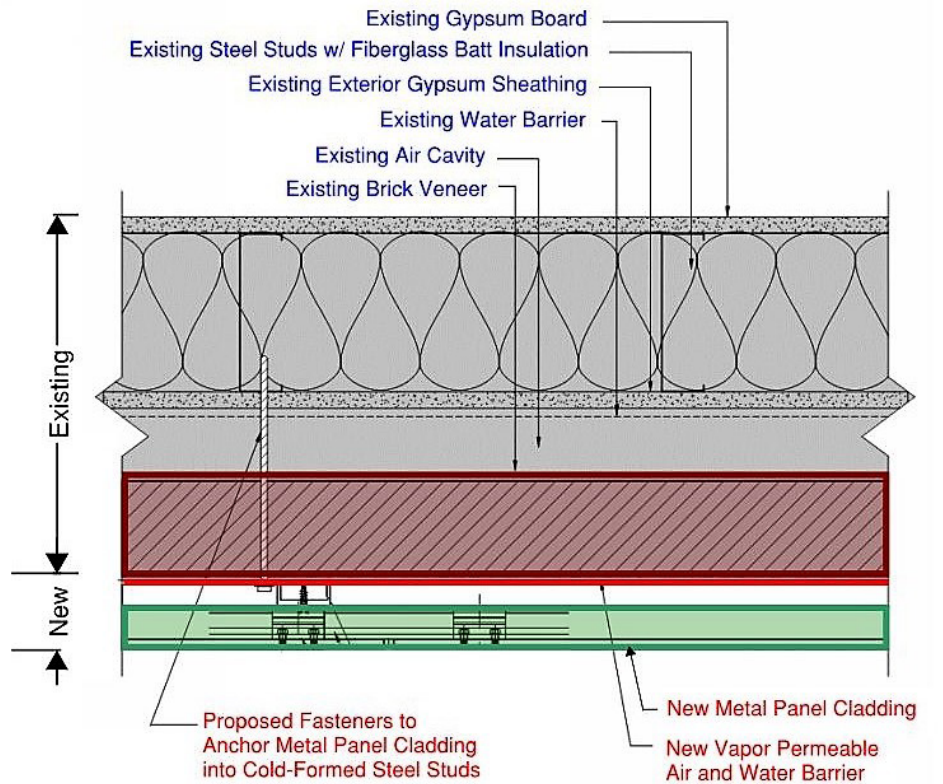 Existing Gypsum Board
Existing Steel Studs w/ Fiberglass Batt Insulation
Existing Exterior Gypsum Sheathing
Existing Water Barrier
Existing Air Cavity
Existing Brick Veneer
Existing
New
Proposed Fasteners to
Anchor Metal Panel Cladding
into Cold-Formed Steel Studs
New Metal Panel Cladding
New Vapor Permeable
Air and Water Barrier